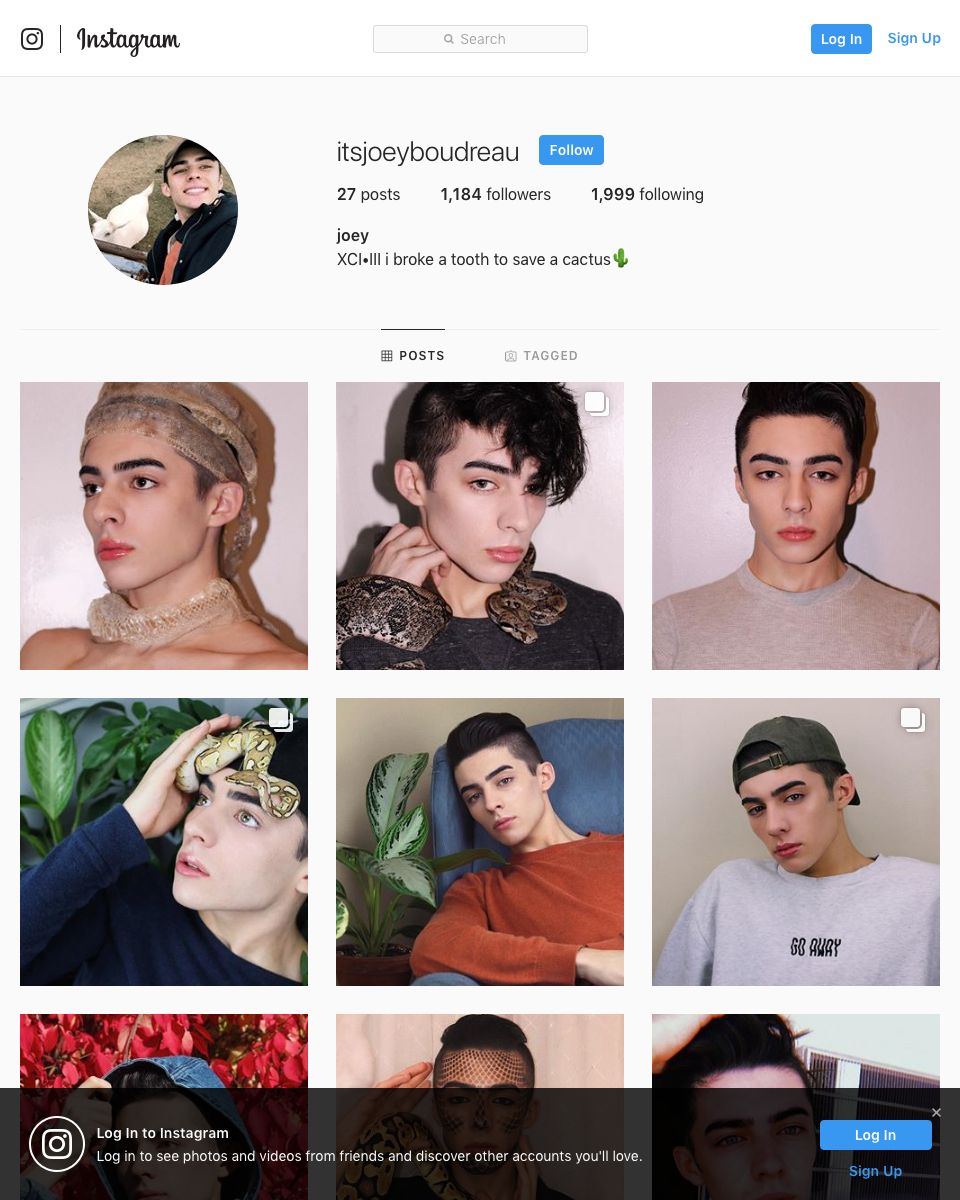 Instagram
Search
Log In
Sign Up
itsjoeyboudreau
Follow
27 posts
1,184 followers
1,999 following
joey
XCI•III i broke a tooth to save a cactus🌵
POSTS
TAGGED
GO AWAY
Log In to Instagram
Log in to see photos and videos from friends and discover other accounts you'll love.
Log In
Sign Up